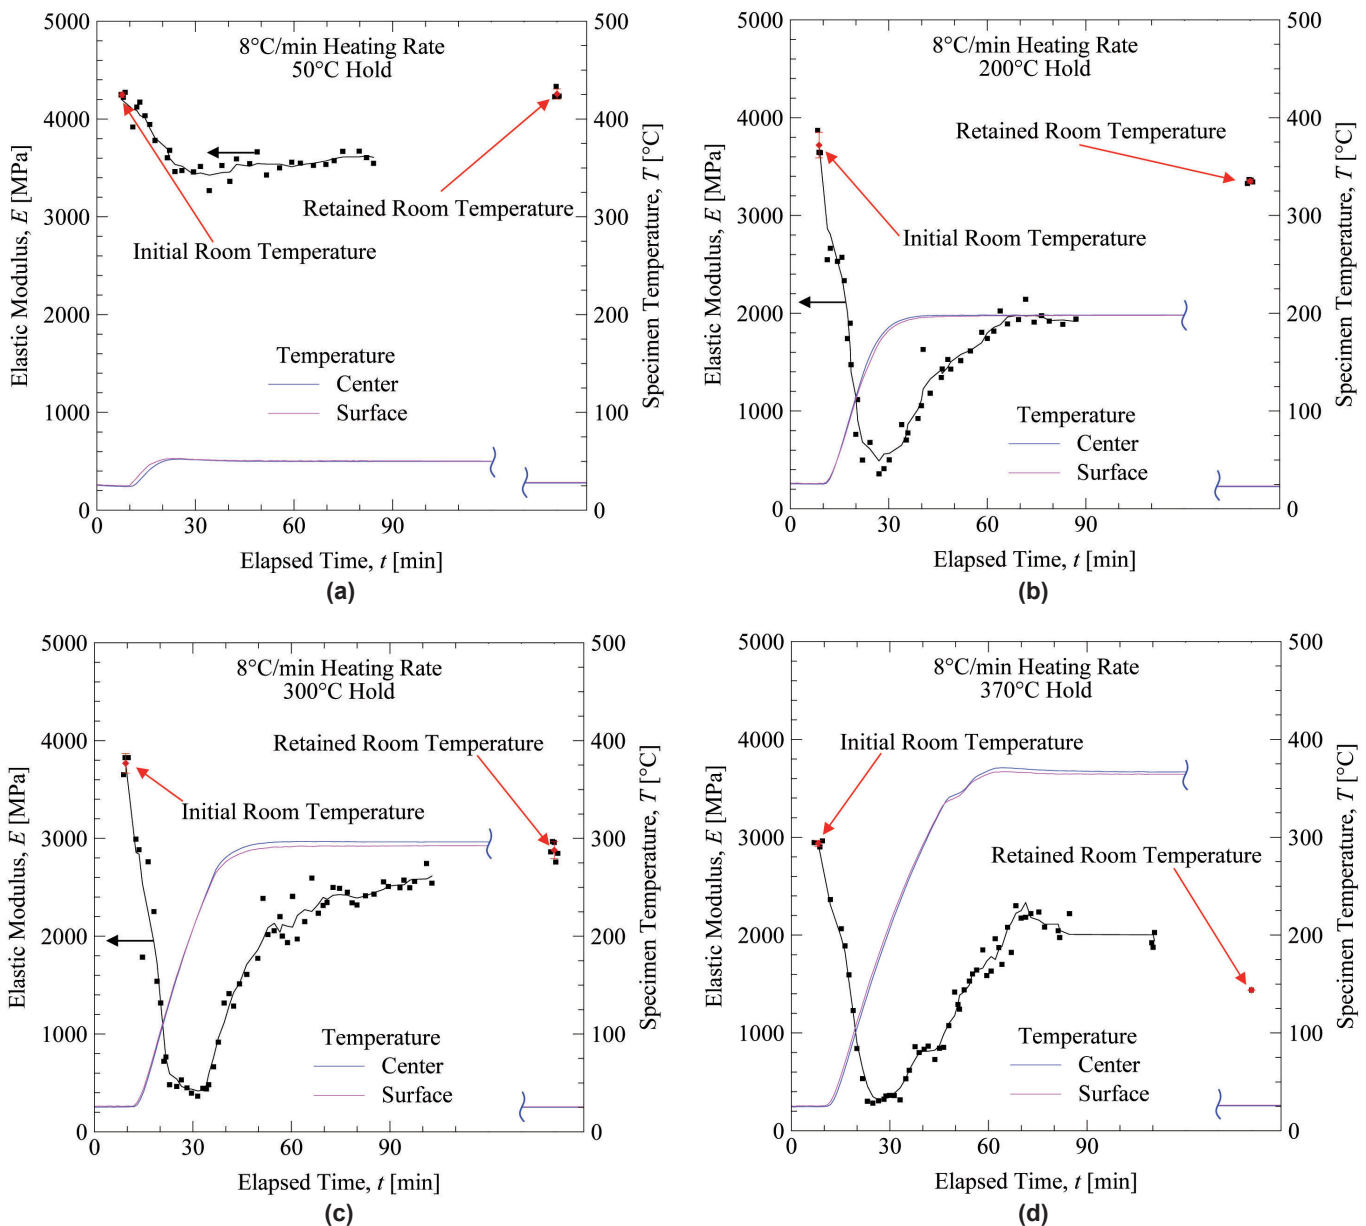 8°C/min Heating Rate
50°C Hold
Elastic Modulus, E [MPa]
5000
4000
3000
2000
1000
0
Specimen Temperature, T [°C]
500
400
300
200
100
0
Retained Room Temperature
Initial Room Temperature
Temperature
Center
Surface
0 30 60 90
Elapsed Time, t [min]
(a)
8°C/min Heating Rate
200°C Hold
Elastic Modulus, E [MPa]
5000
4000
3000
2000
1000
0
Specimen Temperature, T [°C]
500
400
300
200
100
0
Retained Room Temperature
Initial Room Temperature
Temperature
Center
Surface
0 30 60 90
Elapsed Time, t [min]
(b)
8°C/min Heating Rate
300°C Hold
Elastic Modulus, E [MPa]
5000
4000
3000
2000
1000
0
Specimen Temperature, T [°C]
500
400
300
200
100
0
Retained Room Temperature
Initial Room Temperature
Temperature
Center
Surface
0 30 60 90
Elapsed Time, t [min]
(c)
8°C/min Heating Rate
370°C Hold
Elastic Modulus, E [MPa]
5000
4000
3000
2000
1000
0
Specimen Temperature, T [°C]
500
400
300
200
100
0
Initial Room Temperature
Retained Room Temperature
Temperature
Center
Surface
0 30 60 90
Elapsed Time, t [min]
(d)